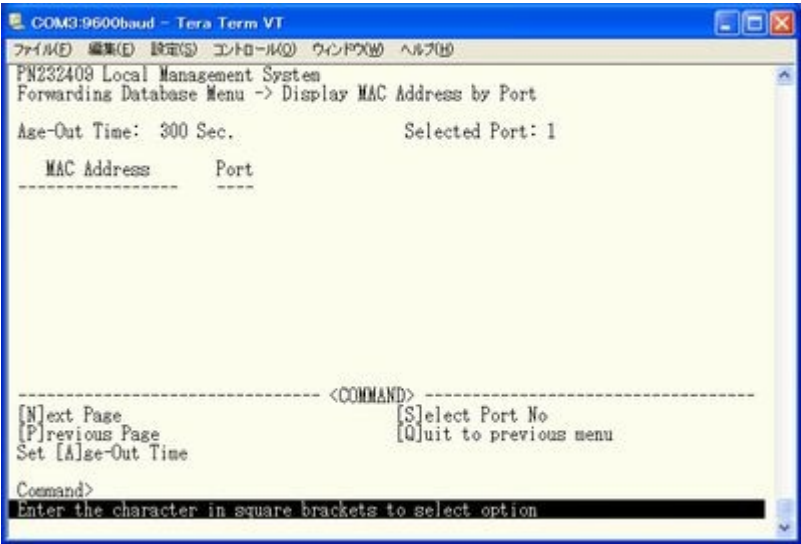 COM3:9600baud - Tera Term VT
ファイル(F) 編集(E) 設定(S) コントロール(O) ウィンドウ(W) ヘルプ(H)
PN232409 Local Management System
Forwarding Database Menu -> Display MAC Address by Port
Age-Out Time: 300 Sec. Selected Port: 1
MAC Address Port
----------------- ----
-------------------------------- <COMMAND> -----------------------------------
[N]ext Page [S]elect Port No
[P]revious Page [Q]uit to previous menu
Set [A]ge-Out Time
Command>
Enter the character in square brackets to select option